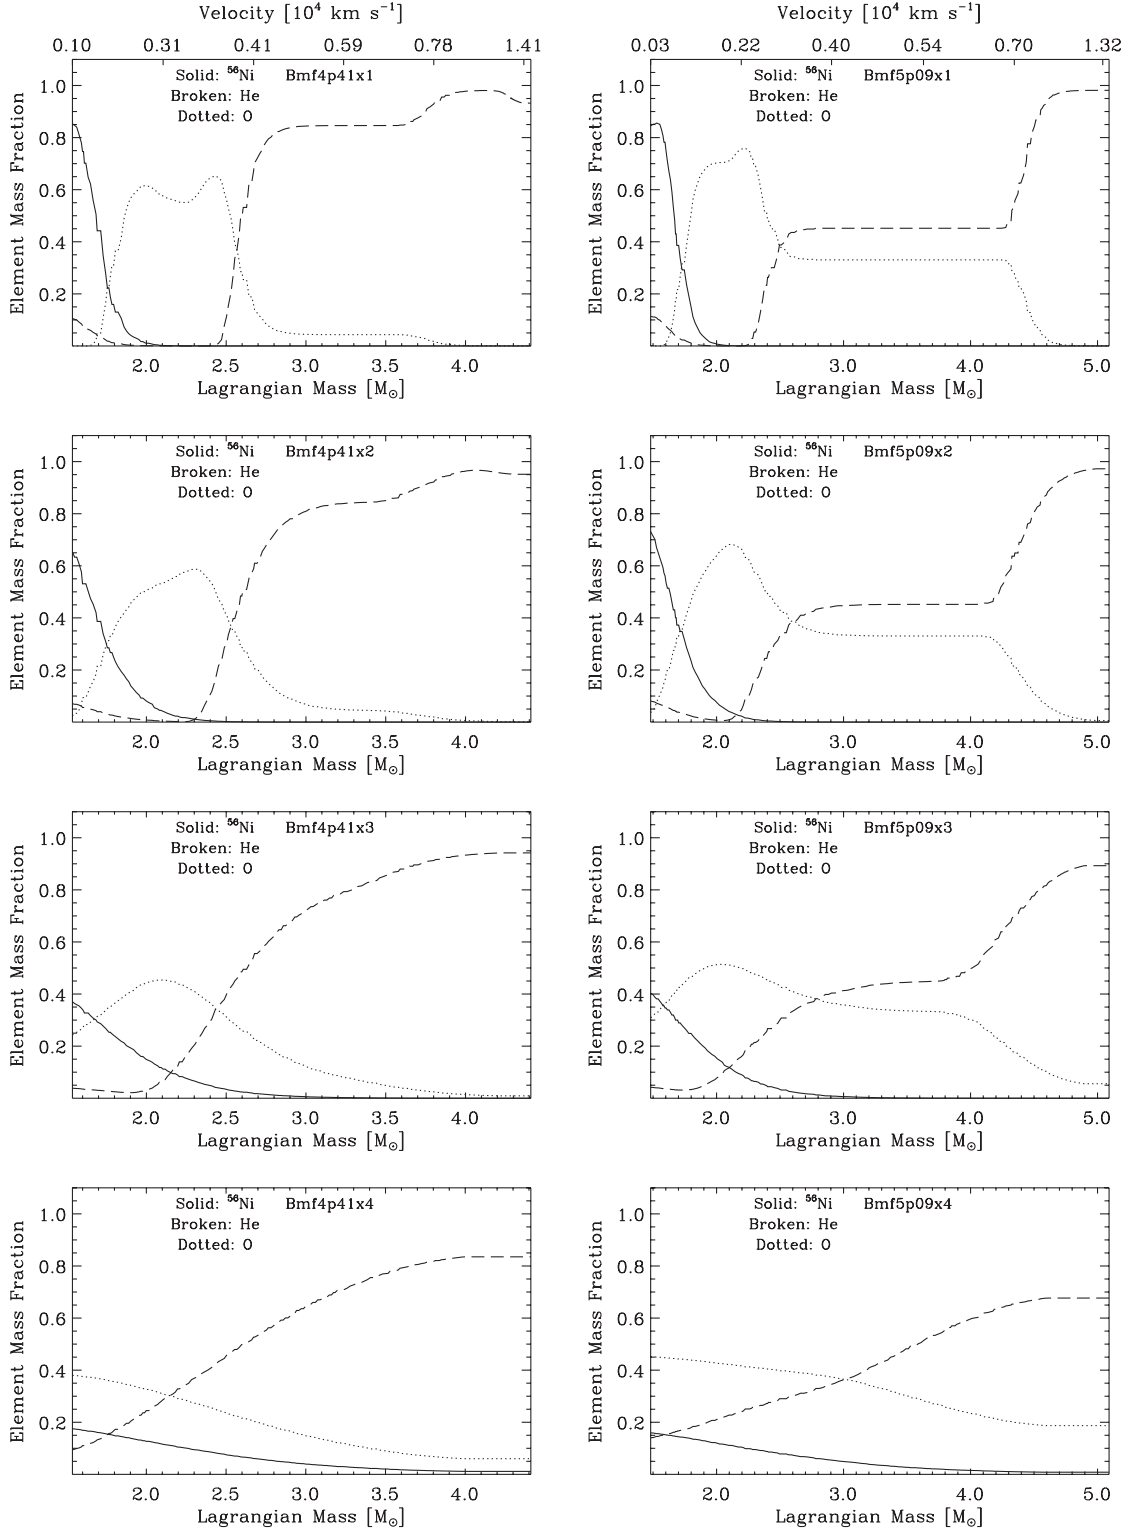 Velocity [10⁴ km s⁻¹]
0.10 0.31 0.41 0.59 0.78 1.41
Solid: ⁵⁶Ni Bmf4p41x1
Broken: He
Dotted: O
1.0
0.8
0.6
0.4
0.2
Element Mass Fraction
2.0 2.5 3.0 3.5 4.0
Lagrangian Mass [M⊙]
Velocity [10⁴ km s⁻¹]
0.03 0.22 0.40 0.54 0.70 1.32
Solid: ⁵⁶Ni Bmf5p09x1
Broken: He
Dotted: O
1.0
0.8
0.6
0.4
0.2
Element Mass Fraction
2.0 3.0 4.0 5.0
Lagrangian Mass [M⊙]
Solid: ⁵⁶Ni Bmf4p41x2
Broken: He
Dotted: O
1.0
0.8
0.6
0.4
0.2
Element Mass Fraction
2.0 2.5 3.0 3.5 4.0
Lagrangian Mass [M⊙]
Solid: ⁵⁶Ni Bmf5p09x2
Broken: He
Dotted: O
1.0
0.8
0.6
0.4
0.2
Element Mass Fraction
2.0 3.0 4.0 5.0
Lagrangian Mass [M⊙]
Solid: ⁵⁶Ni Bmf4p41x3
Broken: He
Dotted: O
1.0
0.8
0.6
0.4
0.2
Element Mass Fraction
2.0 2.5 3.0 3.5 4.0
Lagrangian Mass [M⊙]
Solid: ⁵⁶Ni Bmf5p09x3
Broken: He
Dotted: O
1.0
0.8
0.6
0.4
0.2
Element Mass Fraction
2.0 3.0 4.0 5.0
Lagrangian Mass [M⊙]
Solid: ⁵⁶Ni Bmf4p41x4
Broken: He
Dotted: O
1.0
0.8
0.6
0.4
0.2
Element Mass Fraction
2.0 2.5 3.0 3.5 4.0
Lagrangian Mass [M⊙]
Solid: ⁵⁶Ni Bmf5p09x4
Broken: He
Dotted: O
1.0
0.8
0.6
0.4
0.2
Element Mass Fraction
2.0 3.0 4.0 5.0
Lagrangian Mass [M⊙]